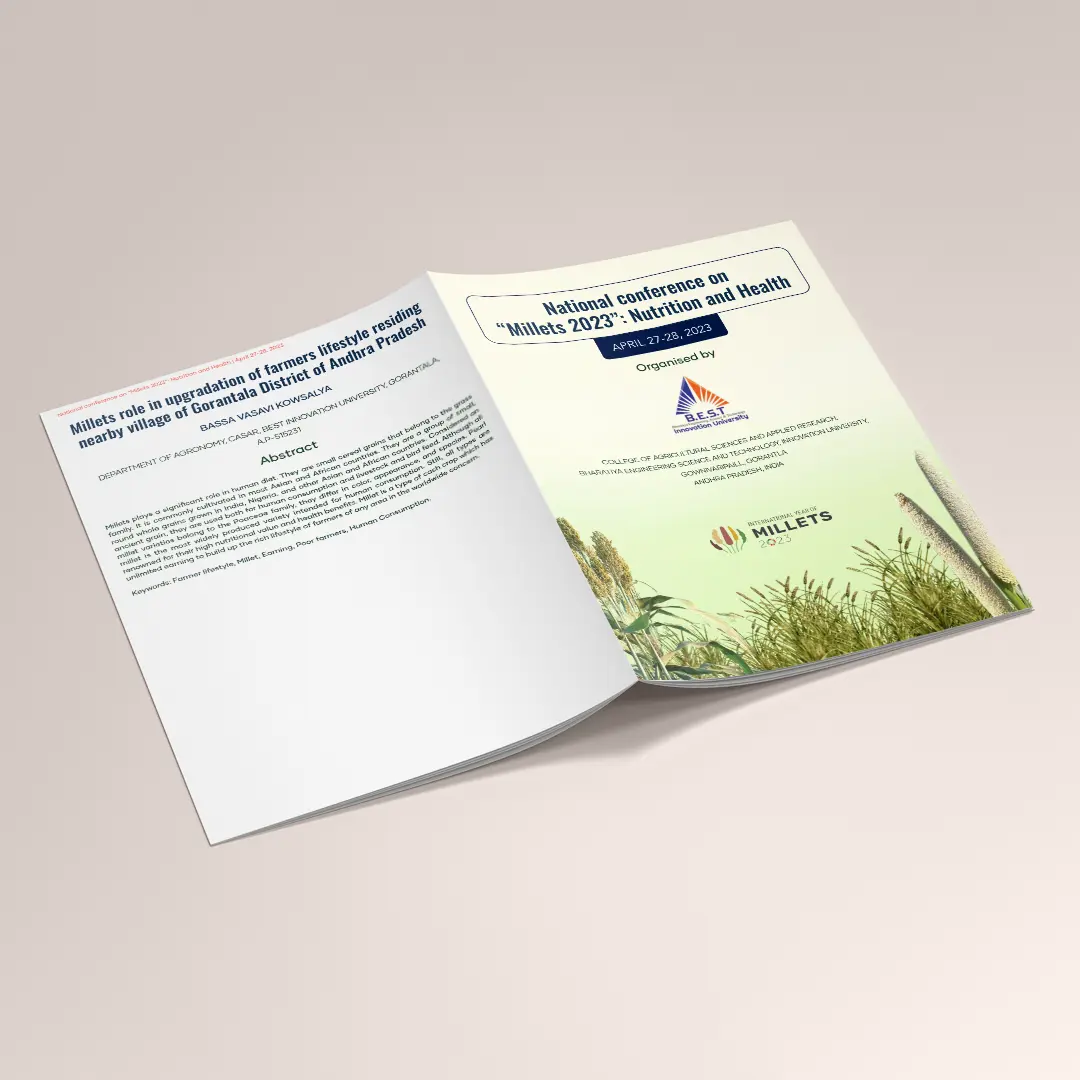 National conference on "Millets 2023": Nutrition and Health | April 27-28, 2023
Millets role in upgradation of farmers lifestyle residing
nearby village of Gorantala District of Andhra Pradesh
BASSA VASAVI KOWSALYA
DEPARTMENT OF AGRONOMY, CASAR, BEST INNOVATION UNIVERSITY, GORANTALA,
A.P-515231
Abstract
Millets plays a significant role in human diet. They are small cereal grains that belong to the grass
family. It is commonly cultivated in most Asian and African countries. They are a group of small,
round whole grains grown in India, Nigeria, and other Asian and African countries. Considered an
ancient grain, they are used both for human consumption and livestock and bird feed. Although all
millet varieties belong to the Poaceae family, they differ in color, appearance, and species. Pearl
millet is the most widely produced variety intended for human consumption. Still, all types are
renowned for their high nutritional value and health benefits. Millet is a type of cash crop which has
unlimited earning to build up the rich lifestyle of farmers of any area in the worldwide concern.
Keywords: Farmer lifestyle, Millet, Earning, Poor farmers, Human Consumption.
National conference on
“Millets 2023”: Nutrition and Health
APRIL 27-28, 2023
Organised by
B.E.S.T
Innovation University
COLLEGE OF AGRICULTURAL SCIENCES AND APPLIED RESEARCH,
BHARATIYA ENGINEERING SCIENCE AND TECHNOLOGY, INNOVATION UNIVERSITY,
GOWNIVARIPALLI, GORANTLA
ANDHRA PRADESH, INDIA
INTERNATIONAL YEAR OF
MILLETS
2023